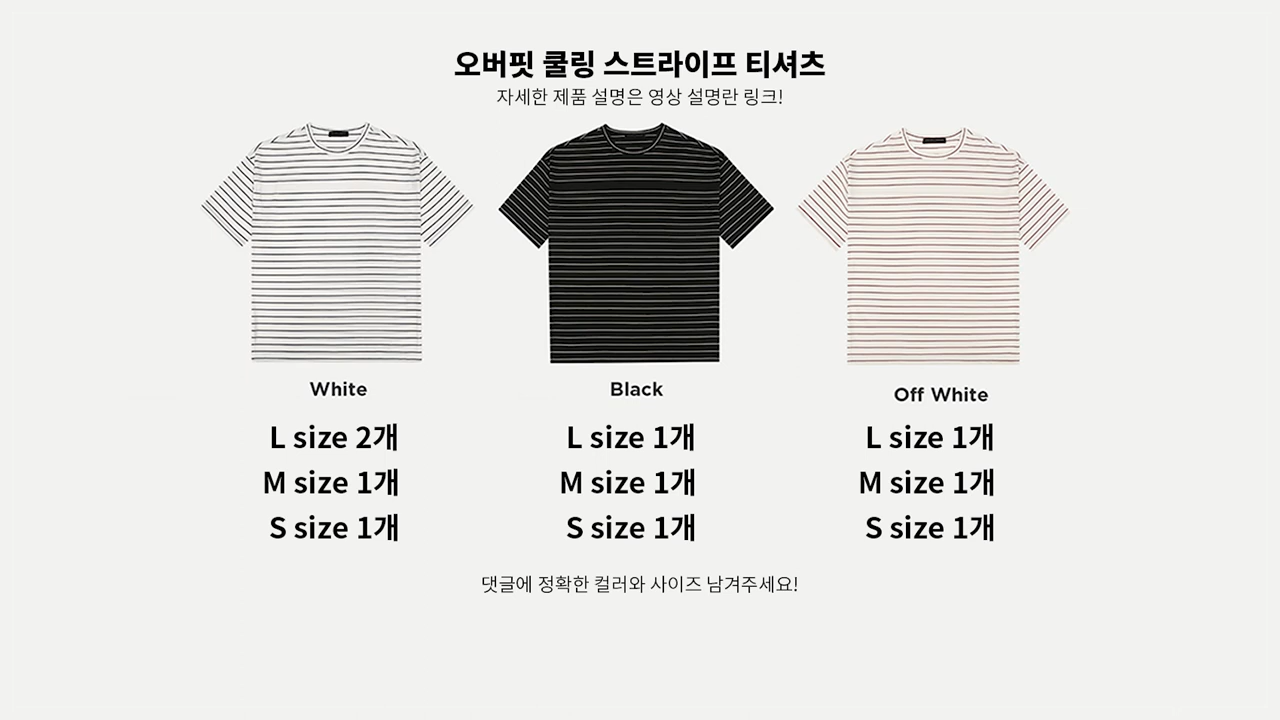 오버핏 쿨링 스트라이프 티셔츠
자세한 제품 설명은 영상 설명란 링크!
White
L size 2개
M size 1개
S size 1개
Black
L size 1개
M size 1개
S size 1개
Off White
L size 1개
M size 1개
S size 1개
댓글에 정확한 컬러와 사이즈 남겨주세요!